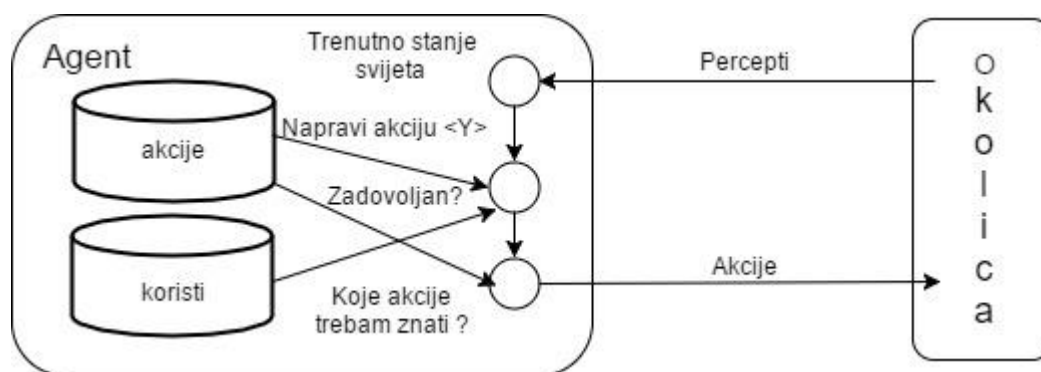 Agent
Trenutno stanje
svijeta
Percepti
akcije
Napravi akciju <Y>
Zadovoljan?
koristi
Koje akcije
trebam znati ?
Akcije
o
k
o
l
i
c
a